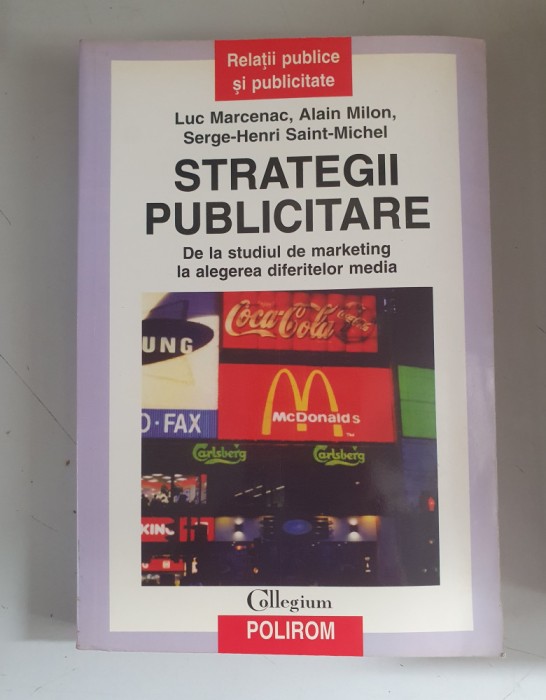 Relații publice
și publicitate
Luc Marcenac, Alain Milon,
Serge-Henri Saint-Michel
STRATEGII
PUBLICITARE
De la studiul de marketing
la alegerea diferitelor media
Coca-Cola
UNG
McDonald's
O·FAX
Carlsberg
Carlsberg
KING
Collegium
POLIROM